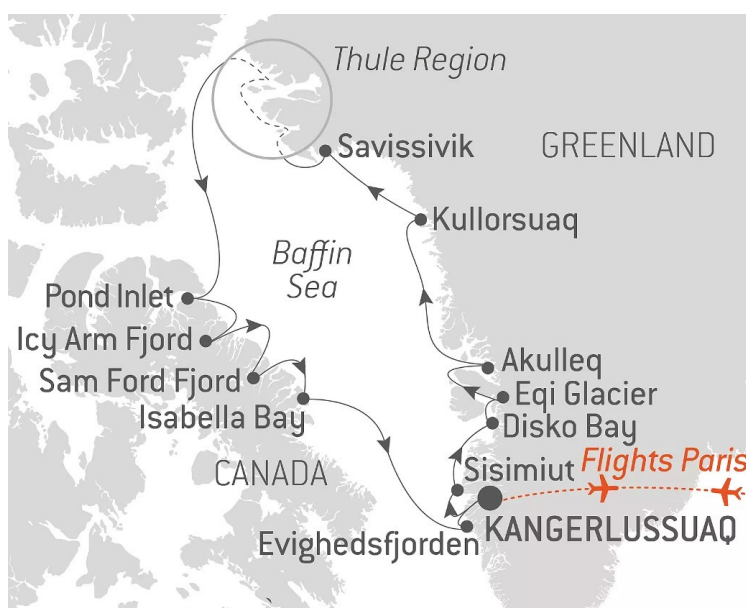 Thule Region
Savissivik
GREENLAND
Kullorsuaq
Baffin
Sea
Pond Inlet
Icy Arm Fjord
Sam Ford Fjord
Isabella Bay
Akulleq
Eqi Glacier
Disko Bay
CANADA
Sisimiut
Flights Paris
KANGERLUSSUAQ
Evighedsfjorden